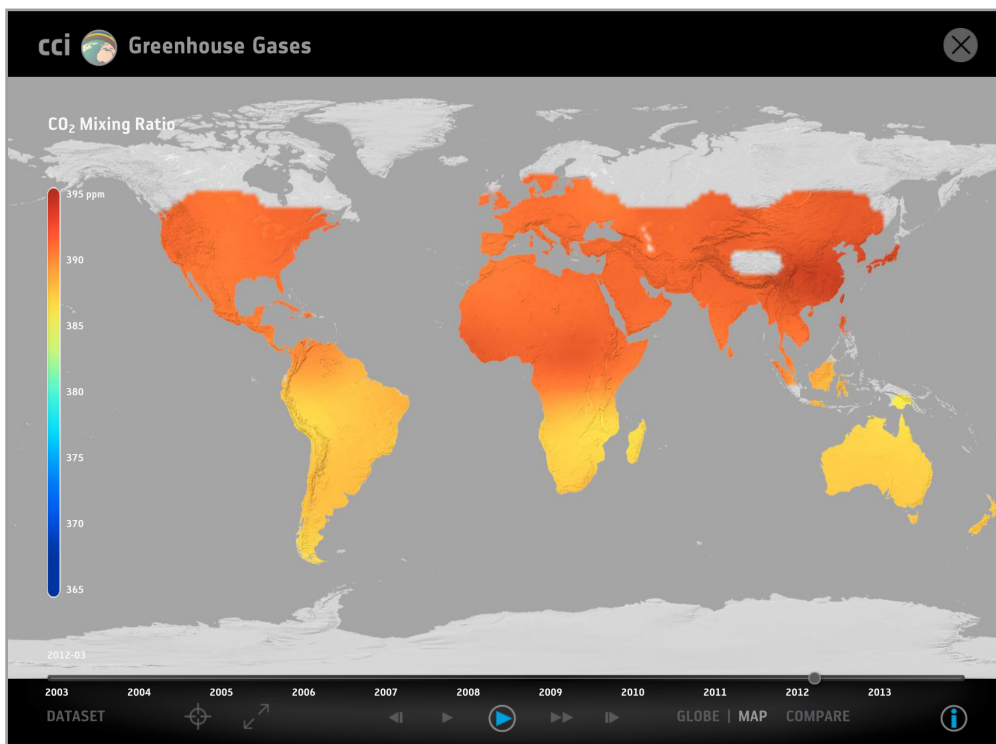 cci Greenhouse Gases
CO₂ Mixing Ratio
395 ppm
390
385
380
375
370
365
2012-03
2003 2004 2005 2006 2007 2008 2009 2010 2011 2012 2013
DATASET GLOBE | MAP COMPARE